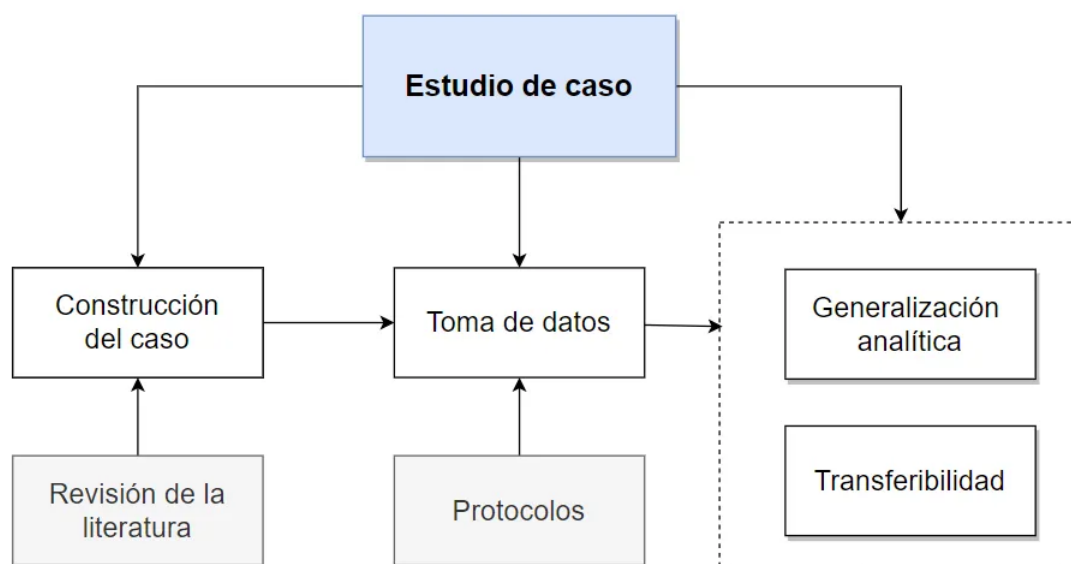 Estudio de caso
Construcción
del caso
Toma de datos
Generalización
analítica
Revisión de la
literatura
Protocolos
Transferibilidad